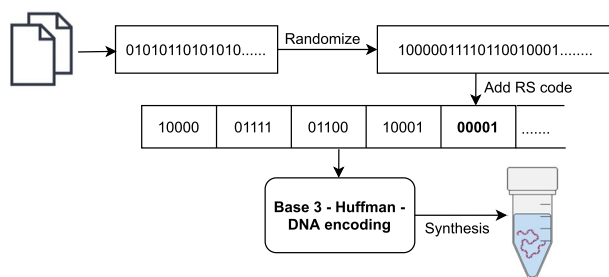 01010110101010......
Randomize
10000011110110010001........
Add RS code
10000 01111 01100 10001 00001 .......
Base 3 - Huffman -
DNA encoding
Synthesis